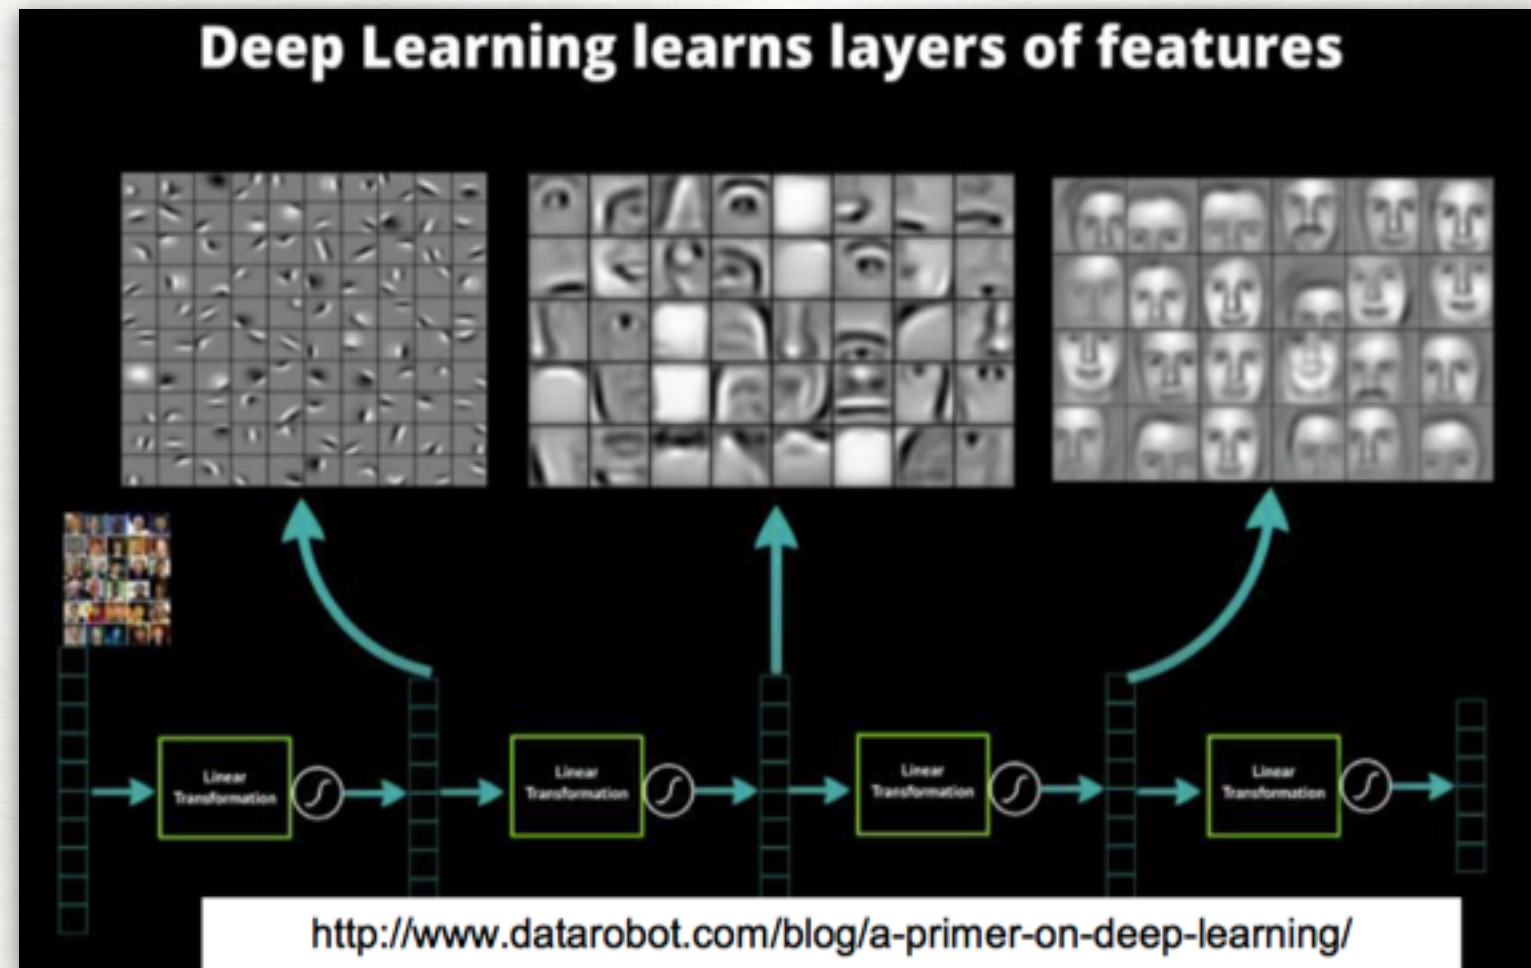 Deep Learning learns layers of features
Linear
Transformation
Linear
Transformation
Linear
Transformation
Linear
Transformation
http://www.datarobot.com/blog/a-primer-on-deep-learning/